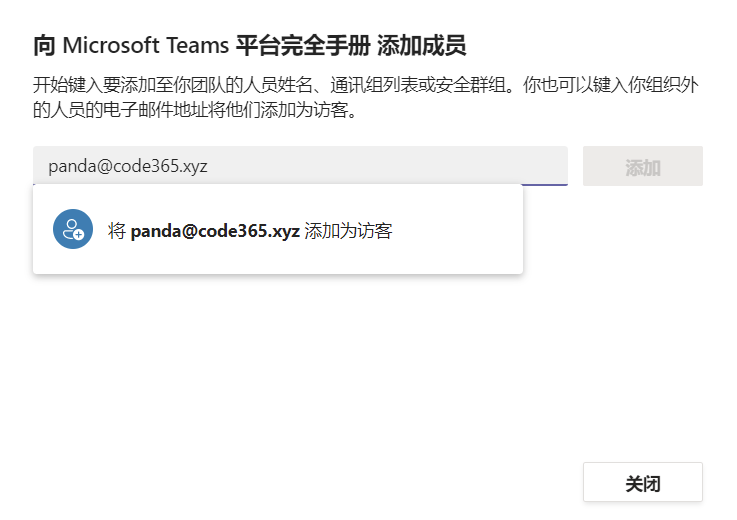 向 Microsoft Teams 平台完全手册 添加成员
开始键入要添加至你团队的人员姓名、通讯组列表或安全群组。你也可以键入你组织外
的人员的电子邮件地址将他们添加为访客。
panda@code365.xyz
添加
将 panda@code365.xyz 添加为访客
关闭